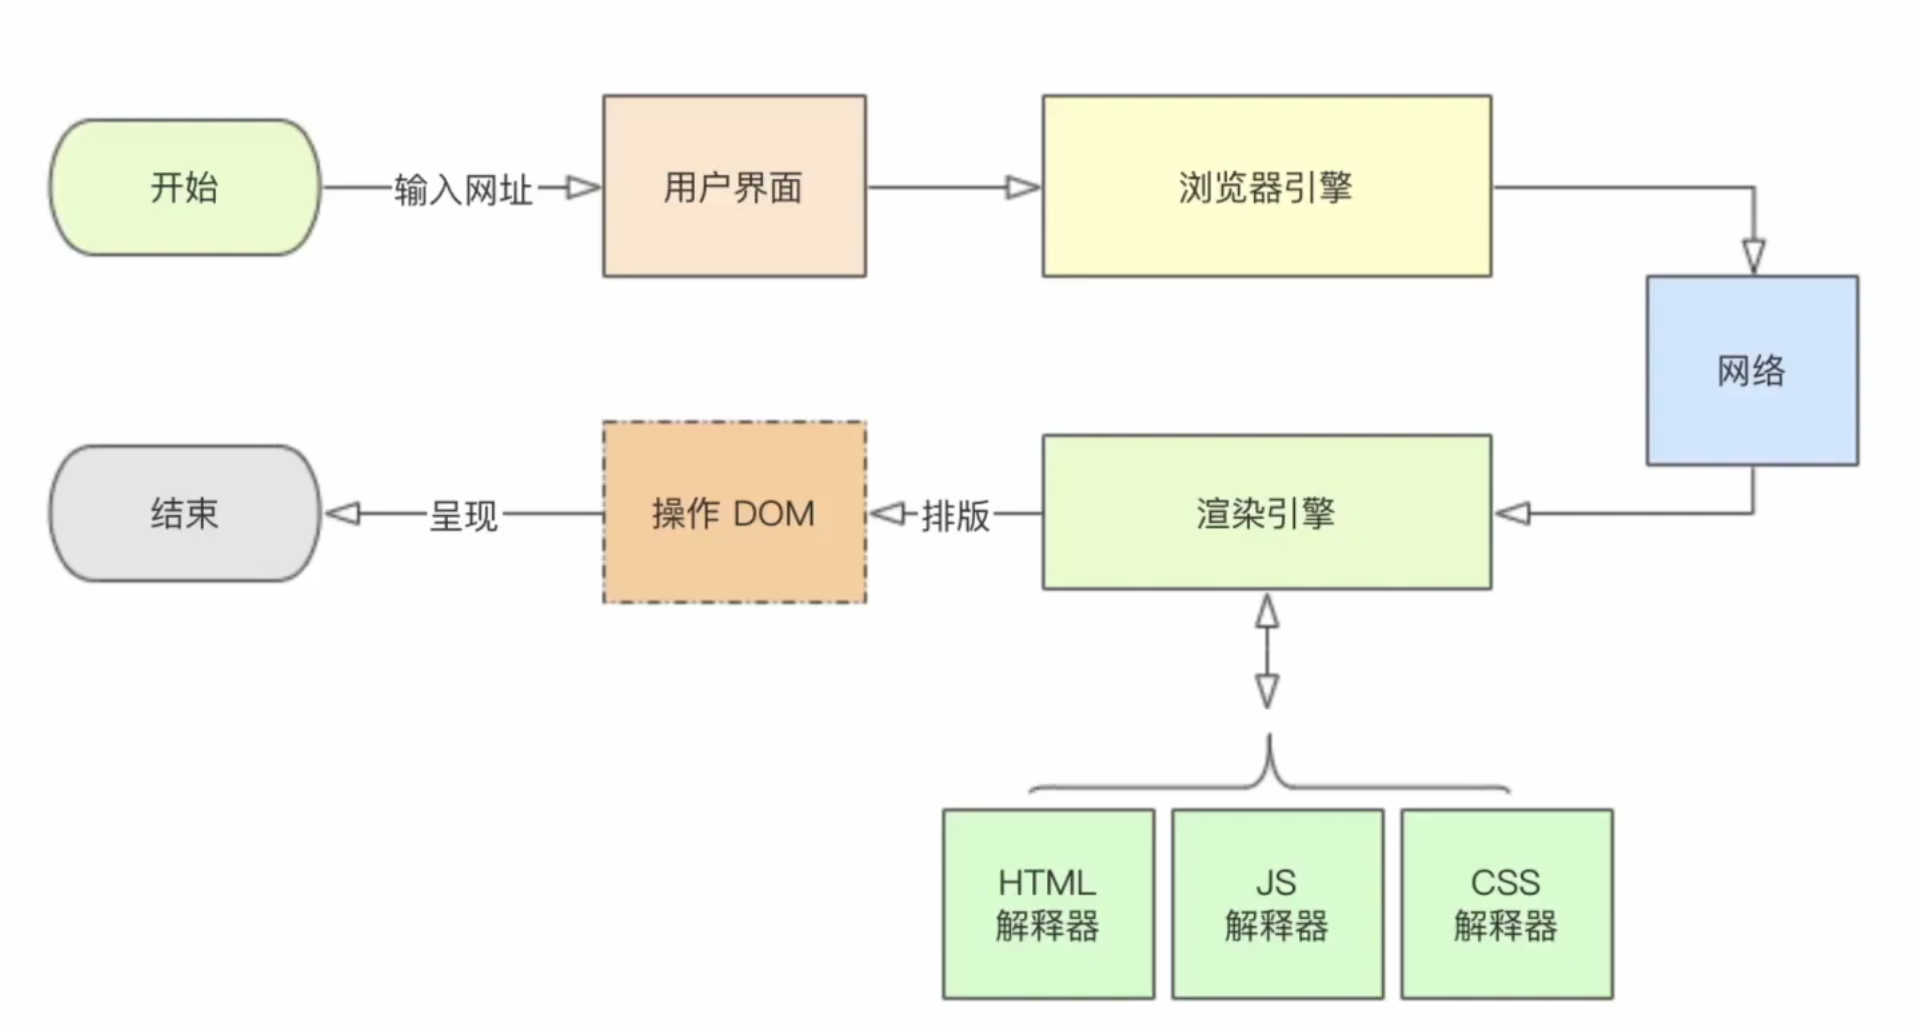 开始
输入网址
用户界面
浏览器引擎
网络
结束
呈现
操作 DOM
排版
渲染引擎
HTML
解释器
JS
解释器
CSS
解释器